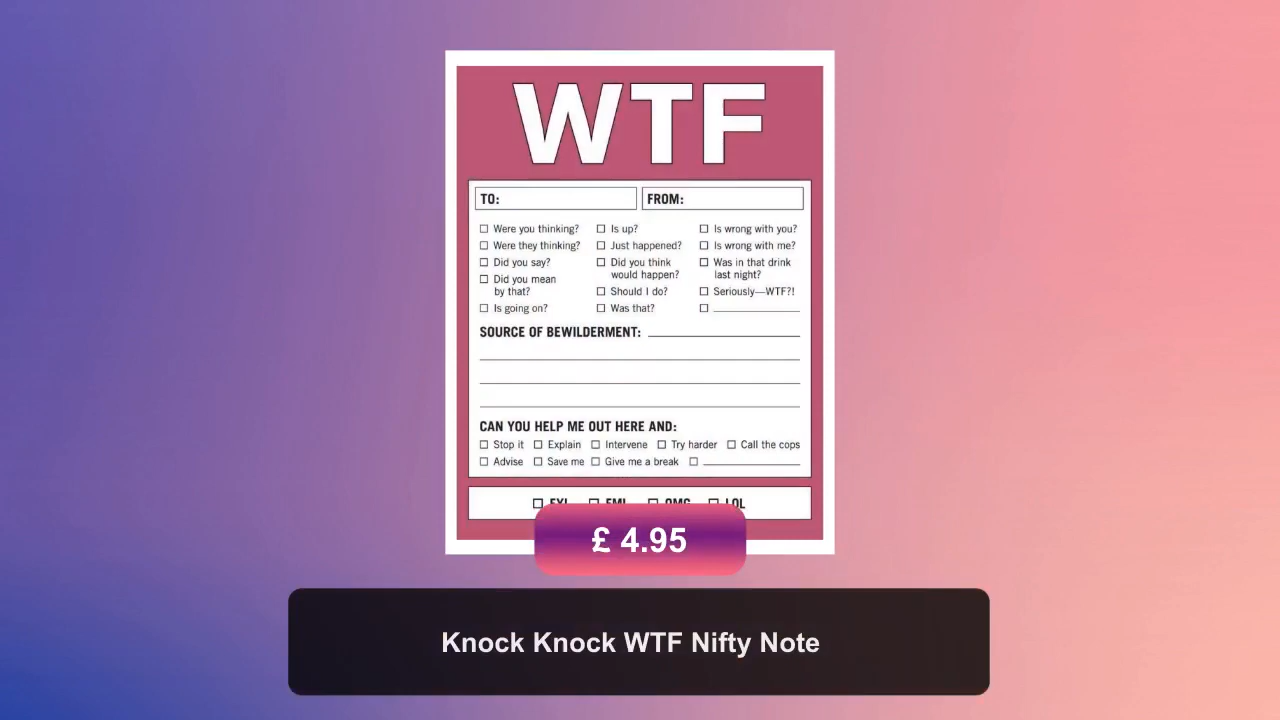 WTF
TO: FROM:
Were you thinking? Is up? Is wrong with you?
Were they thinking? Just happened? Is wrong with me?
Did you say? Did you think would happen? Was in that drink last night?
Did you mean by that? Should I do? Seriously—WTF?!
Is going on? Was that?
SOURCE OF BEWILDERMENT:
CAN YOU HELP ME OUT HERE AND:
Stop it Explain Intervene Try harder Call the cops
Advise Save me Give me a break
FYI FML OMG LOL
£ 4.95
Knock Knock WTF Nifty Note